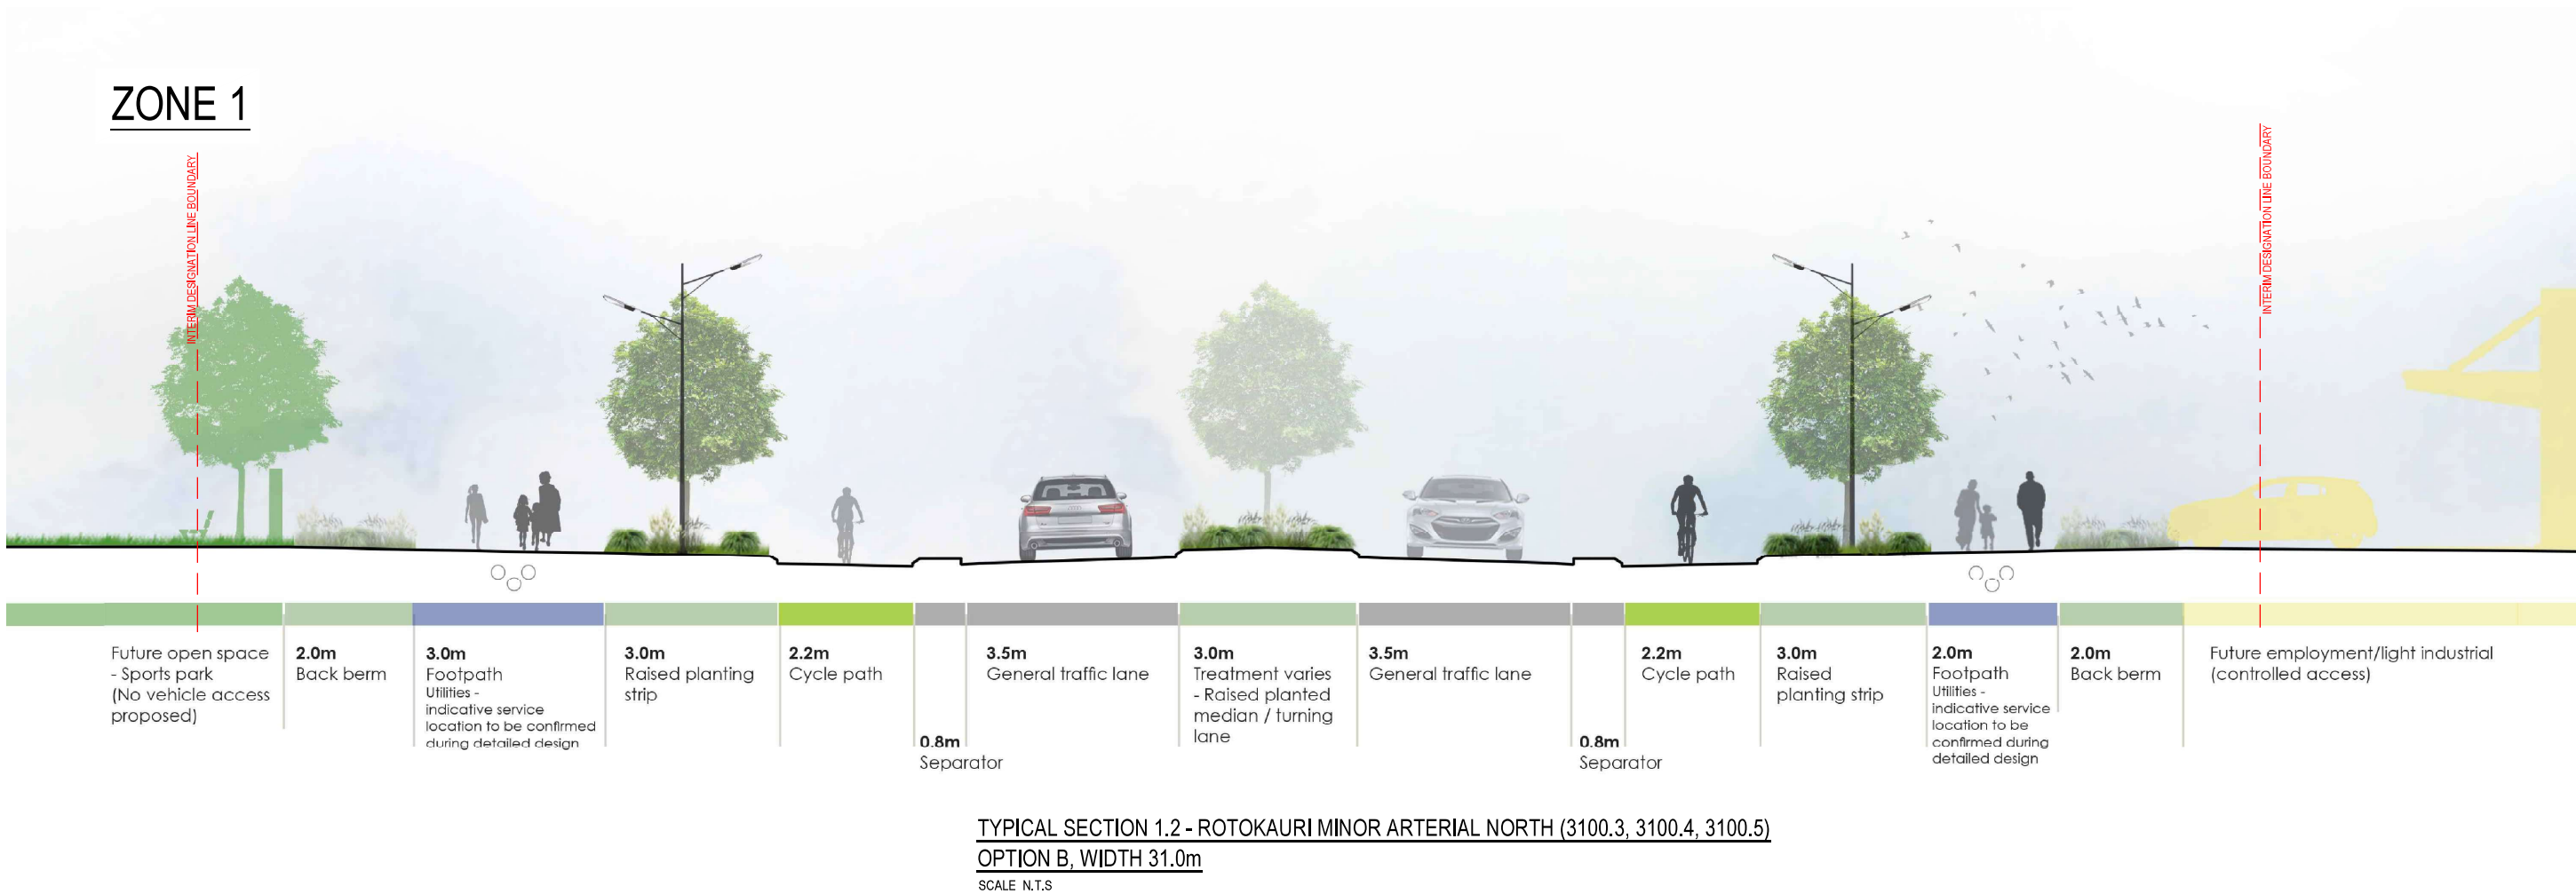 ZONE 1
INTERIM DESIGNATION LINE BOUNDARY
INTERIM DESIGNATION LINE BOUNDARY
Future open space
- Sports park
(No vehicle access
proposed)
2.0m
Back berm
3.0m
Footpath
Utilities -
indicative service
location to be confirmed
during detailed design
3.0m
Raised planting
strip
2.2m
Cycle path
0.8m
Separator
3.5m
General traffic lane
3.0m
Treatment varies
- Raised planted
median / turning
lane
3.5m
General traffic lane
0.8m
Separator
2.2m
Cycle path
3.0m
Raised
planting strip
2.0m
Footpath
Utilities -
indicative service
location to be
confirmed during
detailed design
2.0m
Back berm
Future employment/light industrial
(controlled access)
TYPICAL SECTION 1.2 - ROTOKAURI MINOR ARTERIAL NORTH (3100.3, 3100.4, 3100.5)
OPTION B, WIDTH 31.0m
SCALE N.T.S